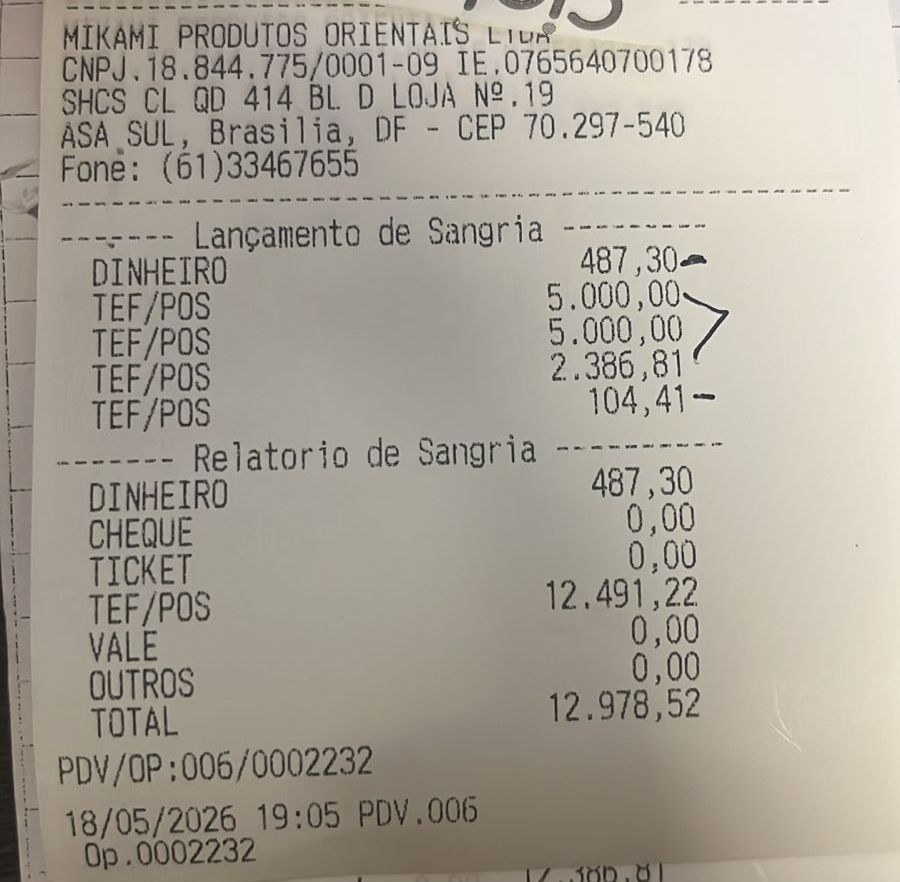 MIKAMI PRODUTOS ORIENTAIS LTDA
CNPJ.18.844.775/0001-09 IE.0765640700178
SHCS CL QD 414 BL D LOJA Nº.19
ASA SUL, Brasilia, DF - CEP 70.297-540
Fone: (61)33467655
------- Lançamento de Sangria ---------
DINHEIRO 487,30
TEF/POS 5.000,00
TEF/POS 5.000,00
TEF/POS 2.386,81
TEF/POS 104,41
------- Relatorio de Sangria ----------
DINHEIRO 487,30
CHEQUE 0,00
TICKET 0,00
TEF/POS 12.491,22
VALE 0,00
OUTROS 0,00
TOTAL 12.978,52
PDV/OP:006/0002232
18/05/2026 19:05 PDV.006
Op.0002232